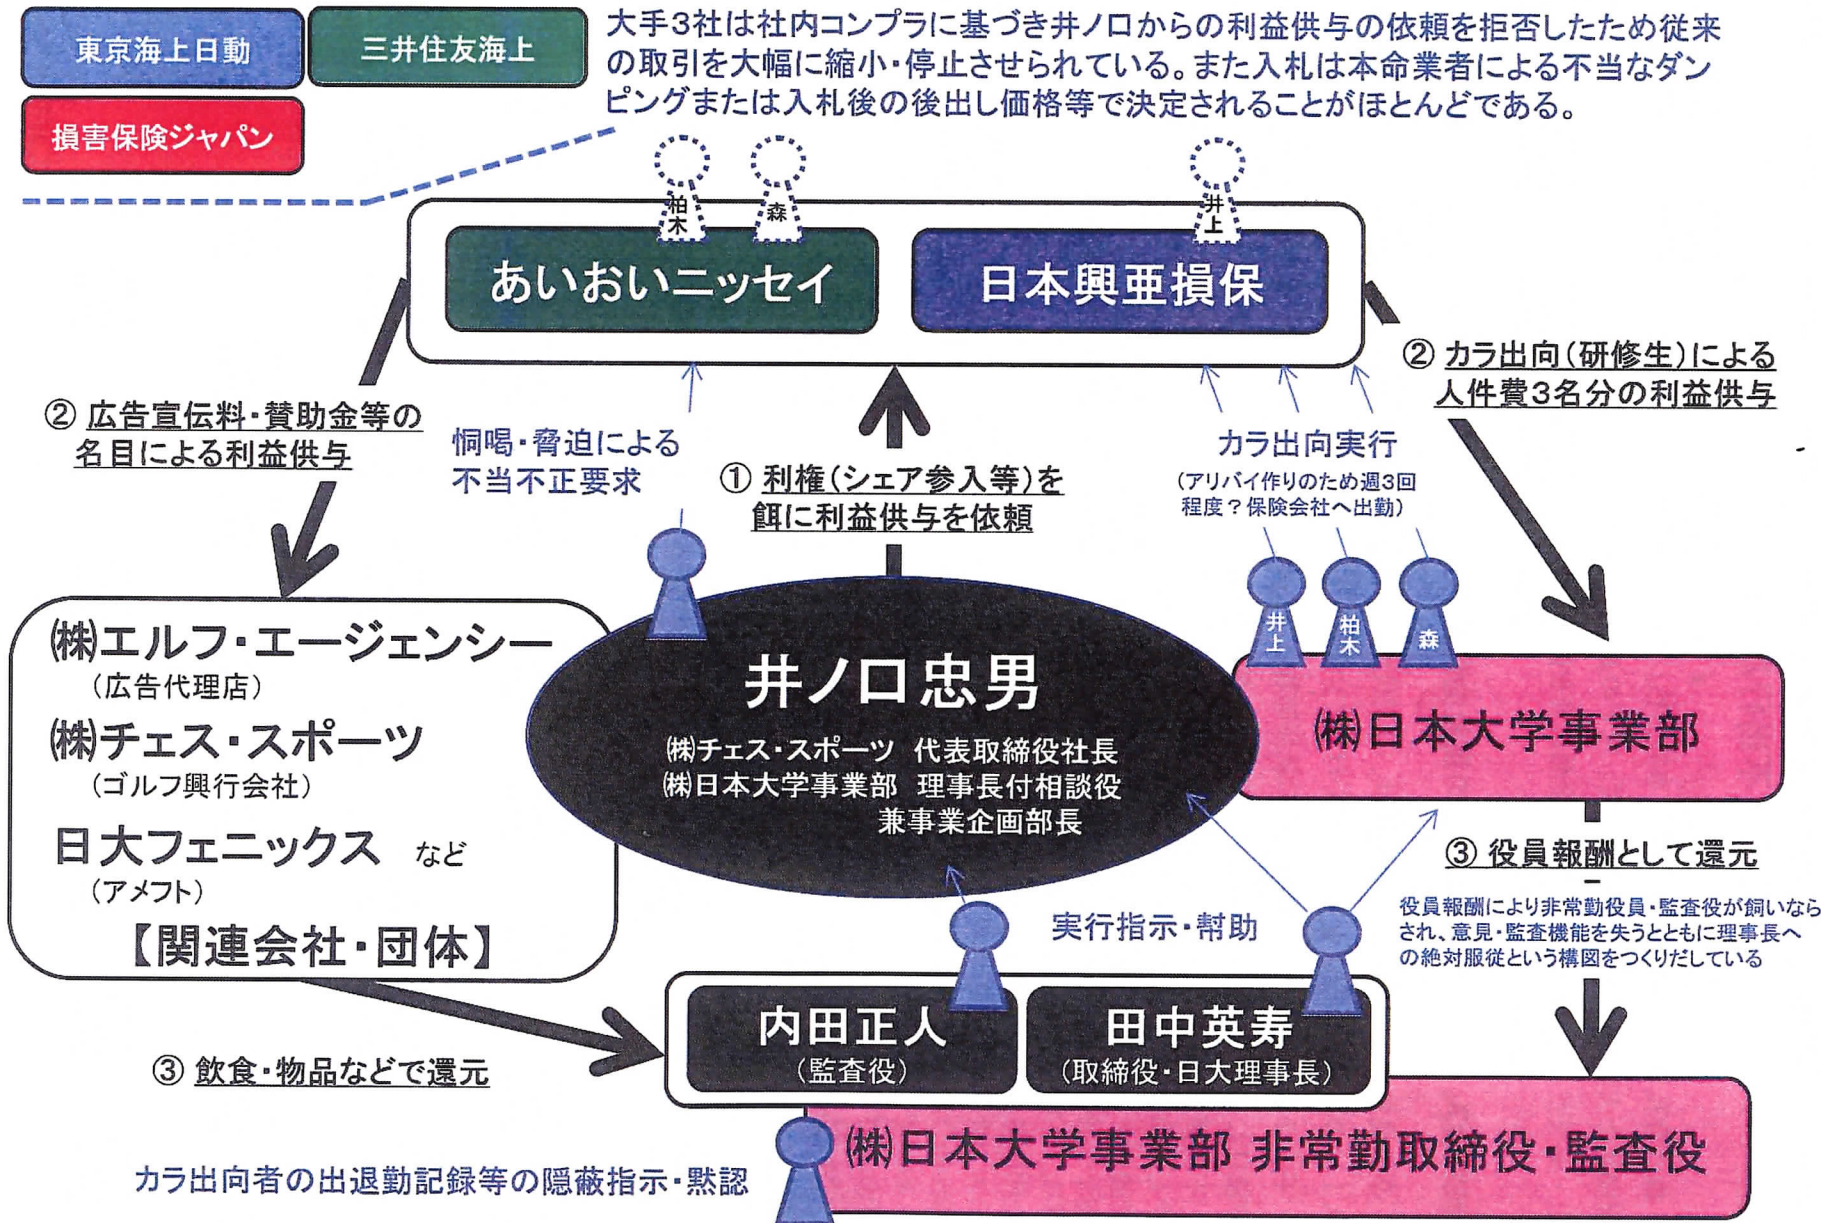 東京海上日動
三井住友海上
損害保険ジャパン
大手3社は社内コンプラに基づき井ノ口からの利益供与の依頼を拒否したため従来
の取引を大幅に縮小・停止させられている。また入札は本命業者による不当なダン
ピングまたは入札後の後出し価格等で決定されることがほとんどである。
柏木
森
井上
あいおいニッセイ
日本興亜損保
② 広告宣伝料・賛助金等の
名目による利益供与
恫喝・脅迫による
不当不正要求
① 利権(シェア参入等)を
餌に利益供与を依頼
カラ出向実行
(アリバイ作りのため週3回
程度?保険会社へ出勤)
② カラ出向(研修生)による
人件費3名分の利益供与
井上
柏木
森
㈱エルフ・エージェンシー
(広告代理店)
㈱チェス・スポーツ
(ゴルフ興行会社)
日大フェニックス など
(アメフト)
【関連会社・団体】
井ノ口忠男
㈱チェス・スポーツ 代表取締役社長
㈱日本大学事業部 理事長付相談役
兼事業企画部長
㈱日本大学事業部
③ 役員報酬として還元
役員報酬により非常勤役員・監査役が飼いなら
され、意見・監査機能を失うとともに理事長へ
の絶対服従という構図をつくりだしている
実行指示・幇助
内田正人
(監査役)
田中英寿
(取締役・日大理事長)
③ 飲食・物品などで還元
㈱日本大学事業部 非常勤取締役・監査役
カラ出向者の出退勤記録等の隠蔽指示・黙認